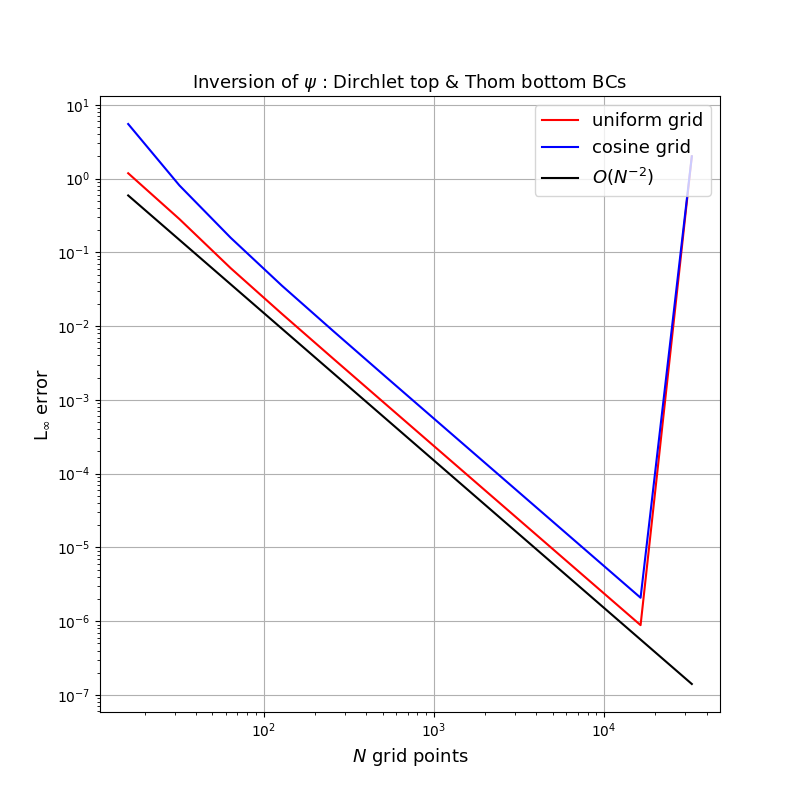 Inversion of ψ : Dirchlet top & Thom bottom BCs
uniform grid
cosine grid
O(N⁻²)
10¹
10⁰
10⁻¹
10⁻²
10⁻³
10⁻⁴
10⁻⁵
10⁻⁶
10⁻⁷
L∞ error
10²
10³
10⁴
N grid points